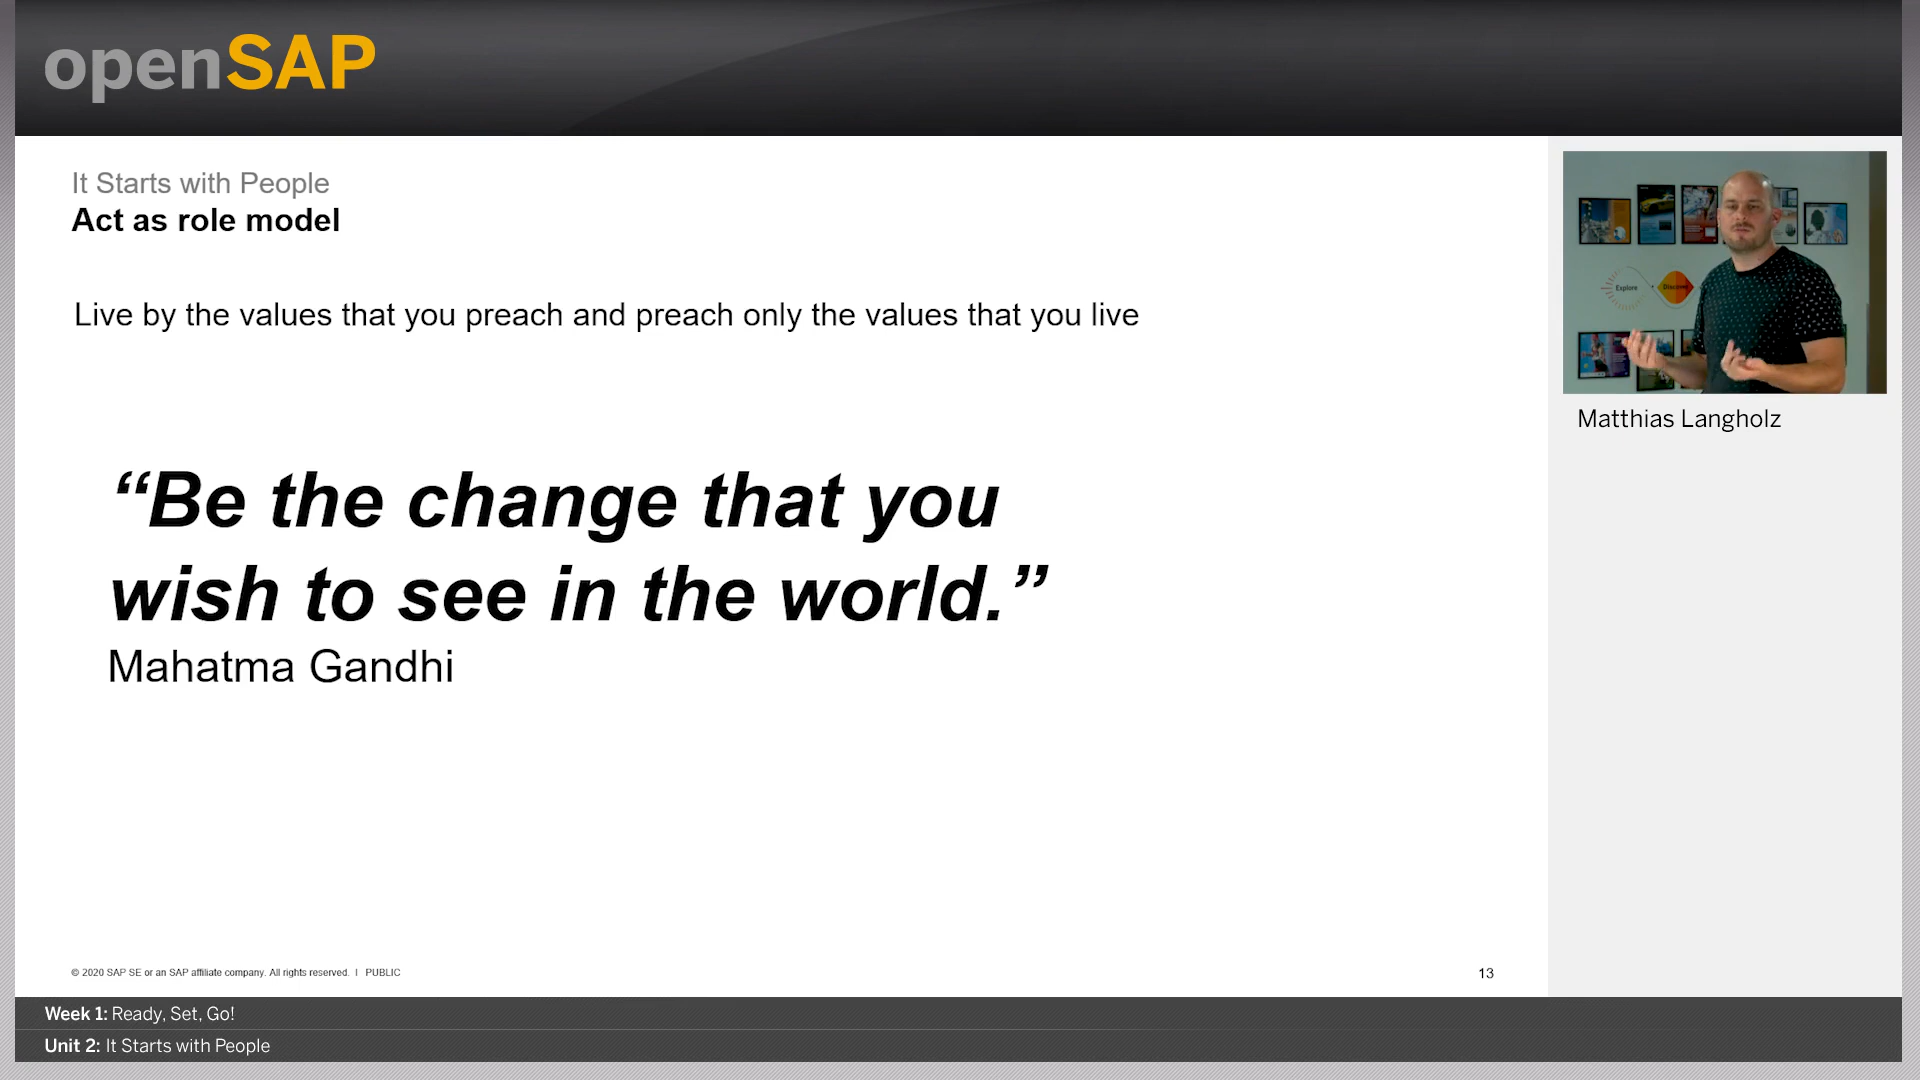 openSAP
It Starts with People
Act as role model
Live by the values that you preach and preach only the values that you live
“Be the change that you
wish to see in the world.”
Mahatma Gandhi
Explore
Discover
Matthias Langholz
© 2020 SAP SE or an SAP affiliate company. All rights reserved. I PUBLIC
13
Week 1: Ready, Set, Go!
Unit 2: It Starts with People